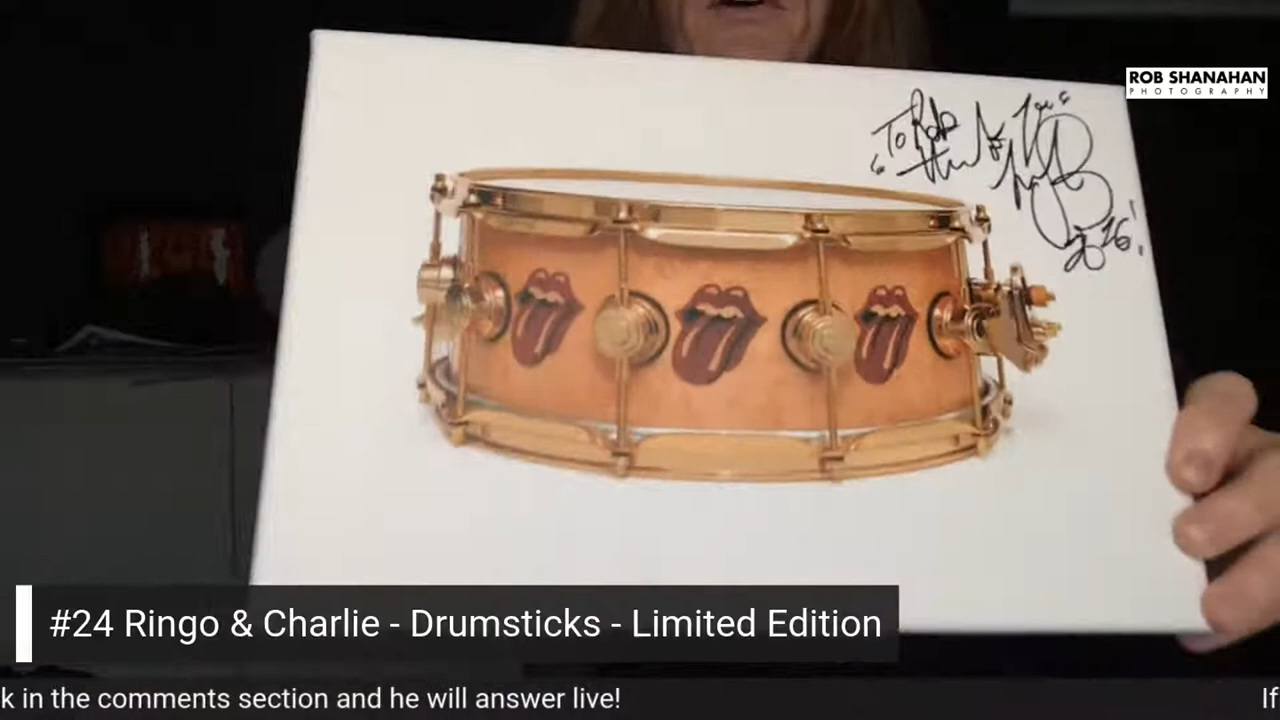 ROB SHANAHAN
PHOTOGRAPHY
"To Rob
2016!
#24 Ringo & Charlie - Drumsticks - Limited Edition
k in the comments section and he will answer live!
If